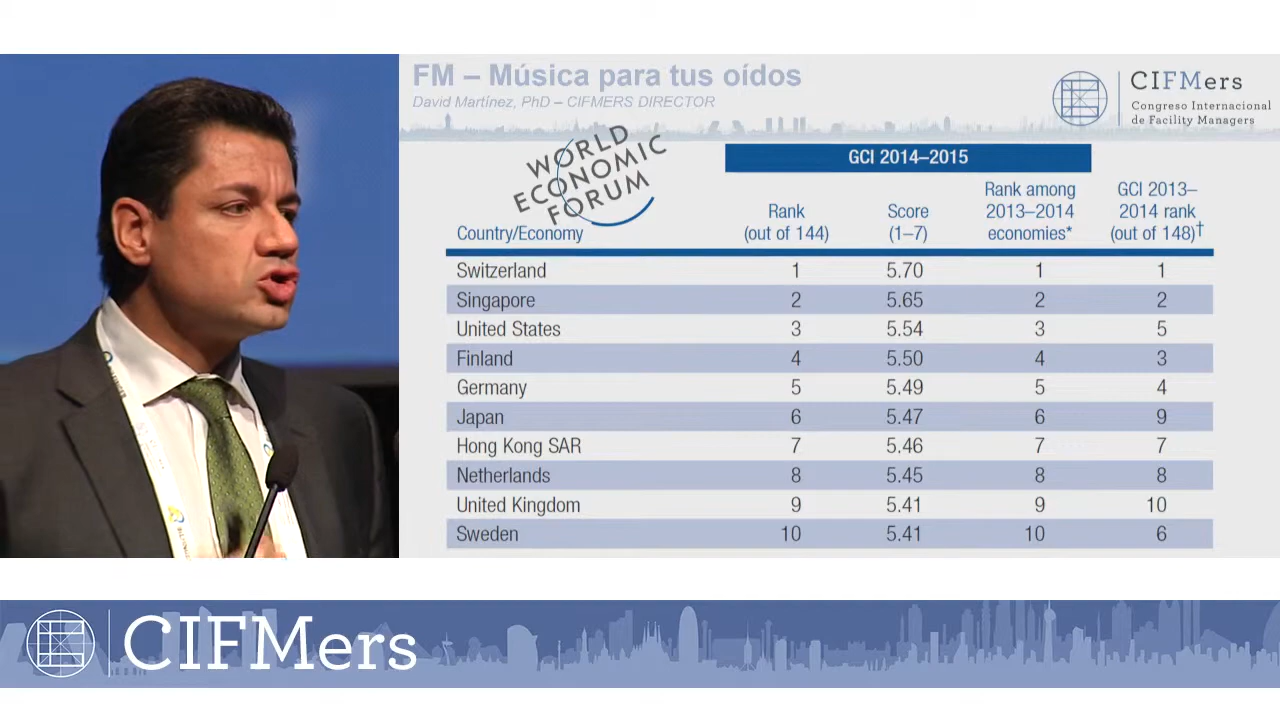 FM – Música para tus oídos
David Martínez, PhD – CIFMERS DIRECTOR
CIFMers
Congreso Internacional
de Facility Managers
WORLD
ECONOMIC
FORUM
GCI 2014–2015
Country/Economy
Rank
(out of 144)
Score
(1–7)
Rank among
2013–2014
economies*
GCI 2013–
2014 rank
(out of 148)†
Switzerland 1 5.70 1 1
Singapore 2 5.65 2 2
United States 3 5.54 3 5
Finland 4 5.50 4 3
Germany 5 5.49 5 4
Japan 6 5.47 6 9
Hong Kong SAR 7 5.46 7 7
Netherlands 8 5.45 8 8
United Kingdom 9 5.41 9 10
Sweden 10 5.41 10 6
CIFMers